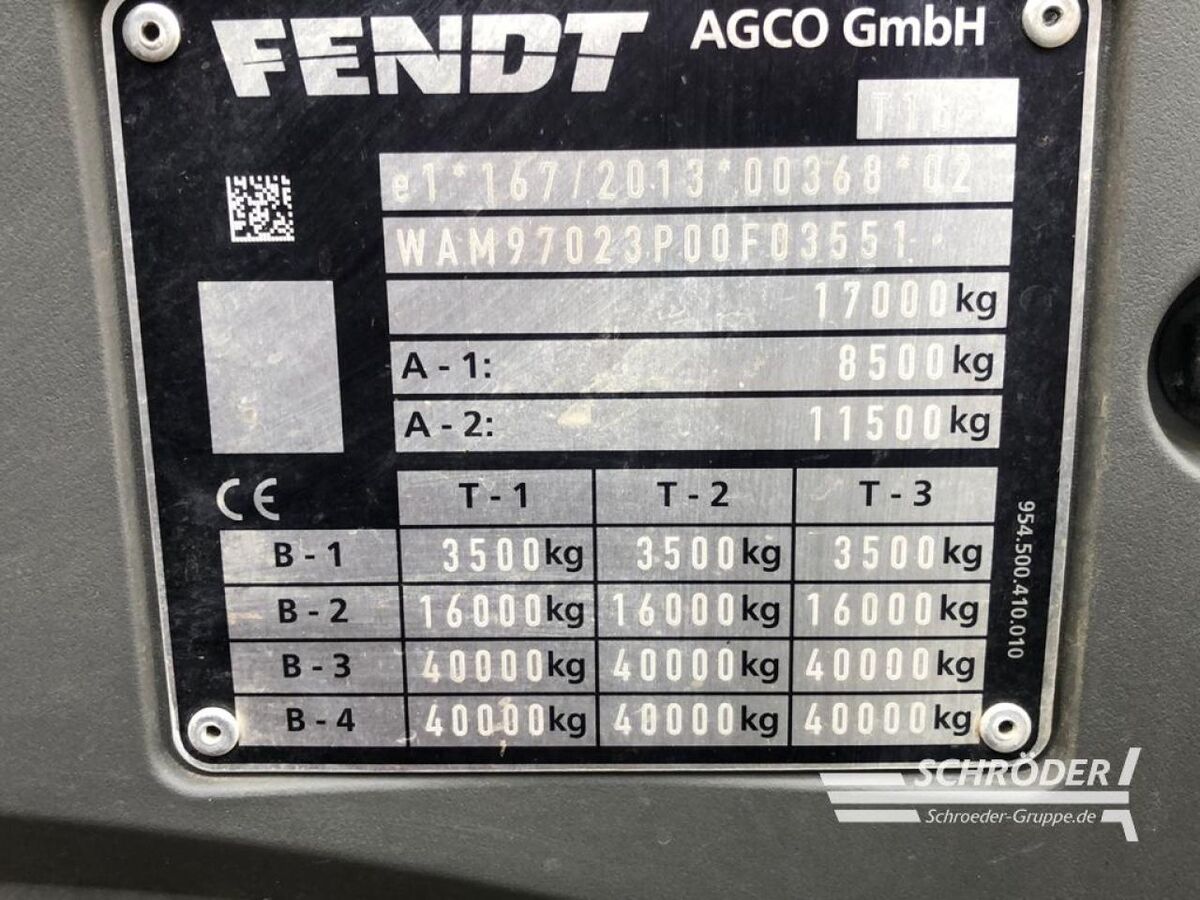 FENDT AGCO GmbH
T1b
e1*167/2013*00368*02
WAM97023P00F03551
17000kg
A - 1: 8500kg
A - 2: 11500kg
CE T - 1 T - 2 T - 3
B - 1 3500kg 3500kg 3500kg
B - 2 16000kg 16000kg 16000kg
B - 3 40000kg 40000kg 40000kg
B - 4 40000kg 40000kg 40000kg
954.500.410.010
SCHRÖDER
Schroeder-Gruppe.de